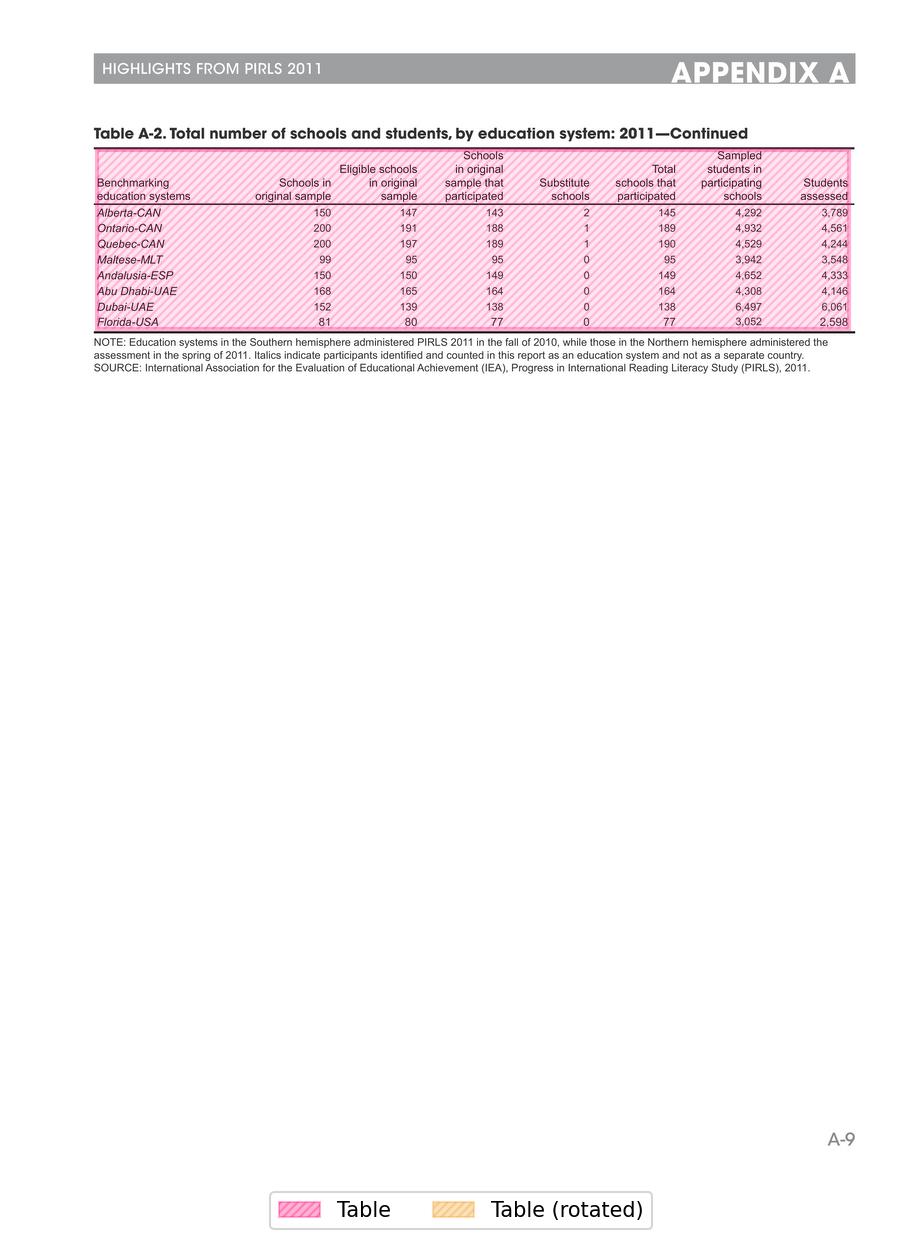 HIGHLIGHTS FROM PIRLS 2011 APPENDIX A
Table A-2. Total number of schools and students, by education system: 2011—Continued
Benchmarking education systems | Schools in original sample | Eligible schools in original sample | Schools in original sample that participated | Substitute schools | Total schools that participated | Sampled students in participating schools | Students assessed
Alberta-CAN 150 147 143 2 145 4,292 3,789
Ontario-CAN 200 191 188 1 189 4,932 4,561
Quebec-CAN 200 197 189 1 190 4,529 4,244
Maltese-MLT 99 95 95 0 95 3,942 3,548
Andalusia-ESP 150 150 149 0 149 4,652 4,333
Abu Dhabi-UAE 168 165 164 0 164 4,308 4,146
Dubai-UAE 152 139 138 0 138 6,497 6,061
Florida-USA 81 80 77 0 77 3,052 2,598
NOTE: Education systems in the Southern hemisphere administered PIRLS 2011 in the fall of 2010, while those in the Northern hemisphere administered the
assessment in the spring of 2011. Italics indicate participants identified and counted in this report as an education system and not as a separate country.
SOURCE: International Association for the Evaluation of Educational Achievement (IEA), Progress in International Reading Literacy Study (PIRLS), 2011.
A-9
Table Table (rotated)